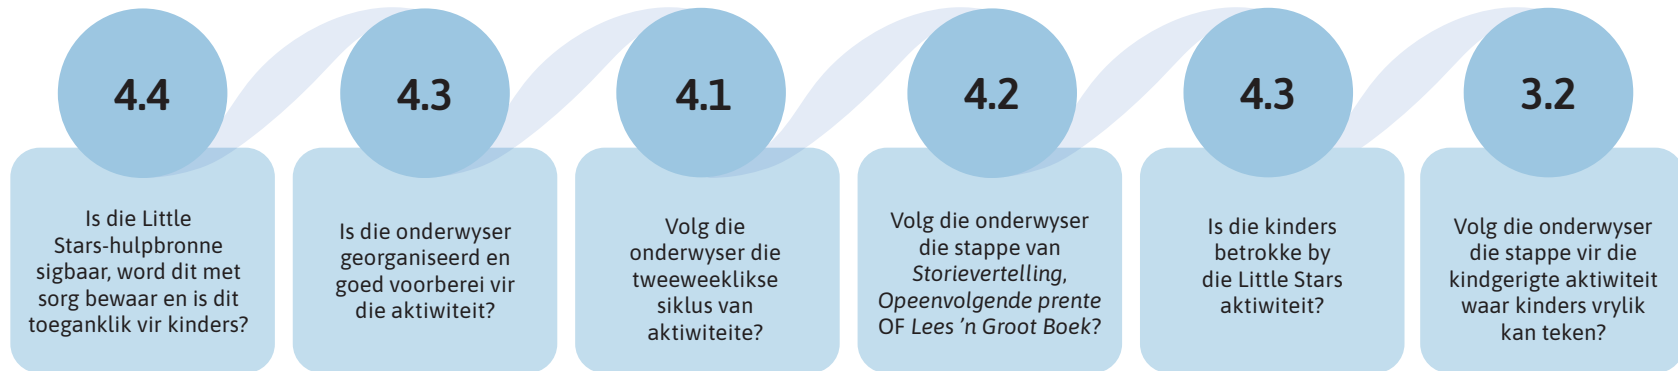 4.4
Is die Little
Stars-hulpbronne
sigbaar, word dit met
sorg bewaar en is dit
toeganklik vir kinders?
4.3
Is die onderwyser
georganiseerd en
goed voorberei vir
die aktiwiteit?
4.1
Volg die
onderwyser die
tweeweeklikse
siklus van
aktiwiteite?
4.2
Volg die onderwyser
die stappe van
Storievertelling,
Opeenvolgende prente
OF Lees ’n Groot Boek?
4.3
Is die kinders
betrokke by
die Little Stars
aktiwiteit?
3.2
Volg die onderwyser
die stappe vir die
kindgerigte aktiwiteit
waar kinders vrylik
kan teken?